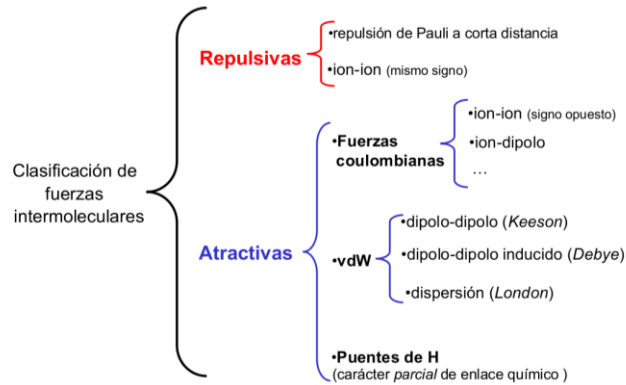 Clasificación de
fuerzas
intermoleculares
Repulsivas
•repulsión de Pauli a corta distancia
•ion-ion (mismo signo)
Atractivas
•Fuerzas
coulombianas
•ion-ion (signo opuesto)
•ion-dipolo
…
•vdW
•dipolo-dipolo (Keeson)
•dipolo-dipolo inducido (Debye)
•dispersión (London)
•Puentes de H
(carácter parcial de enlace químico )